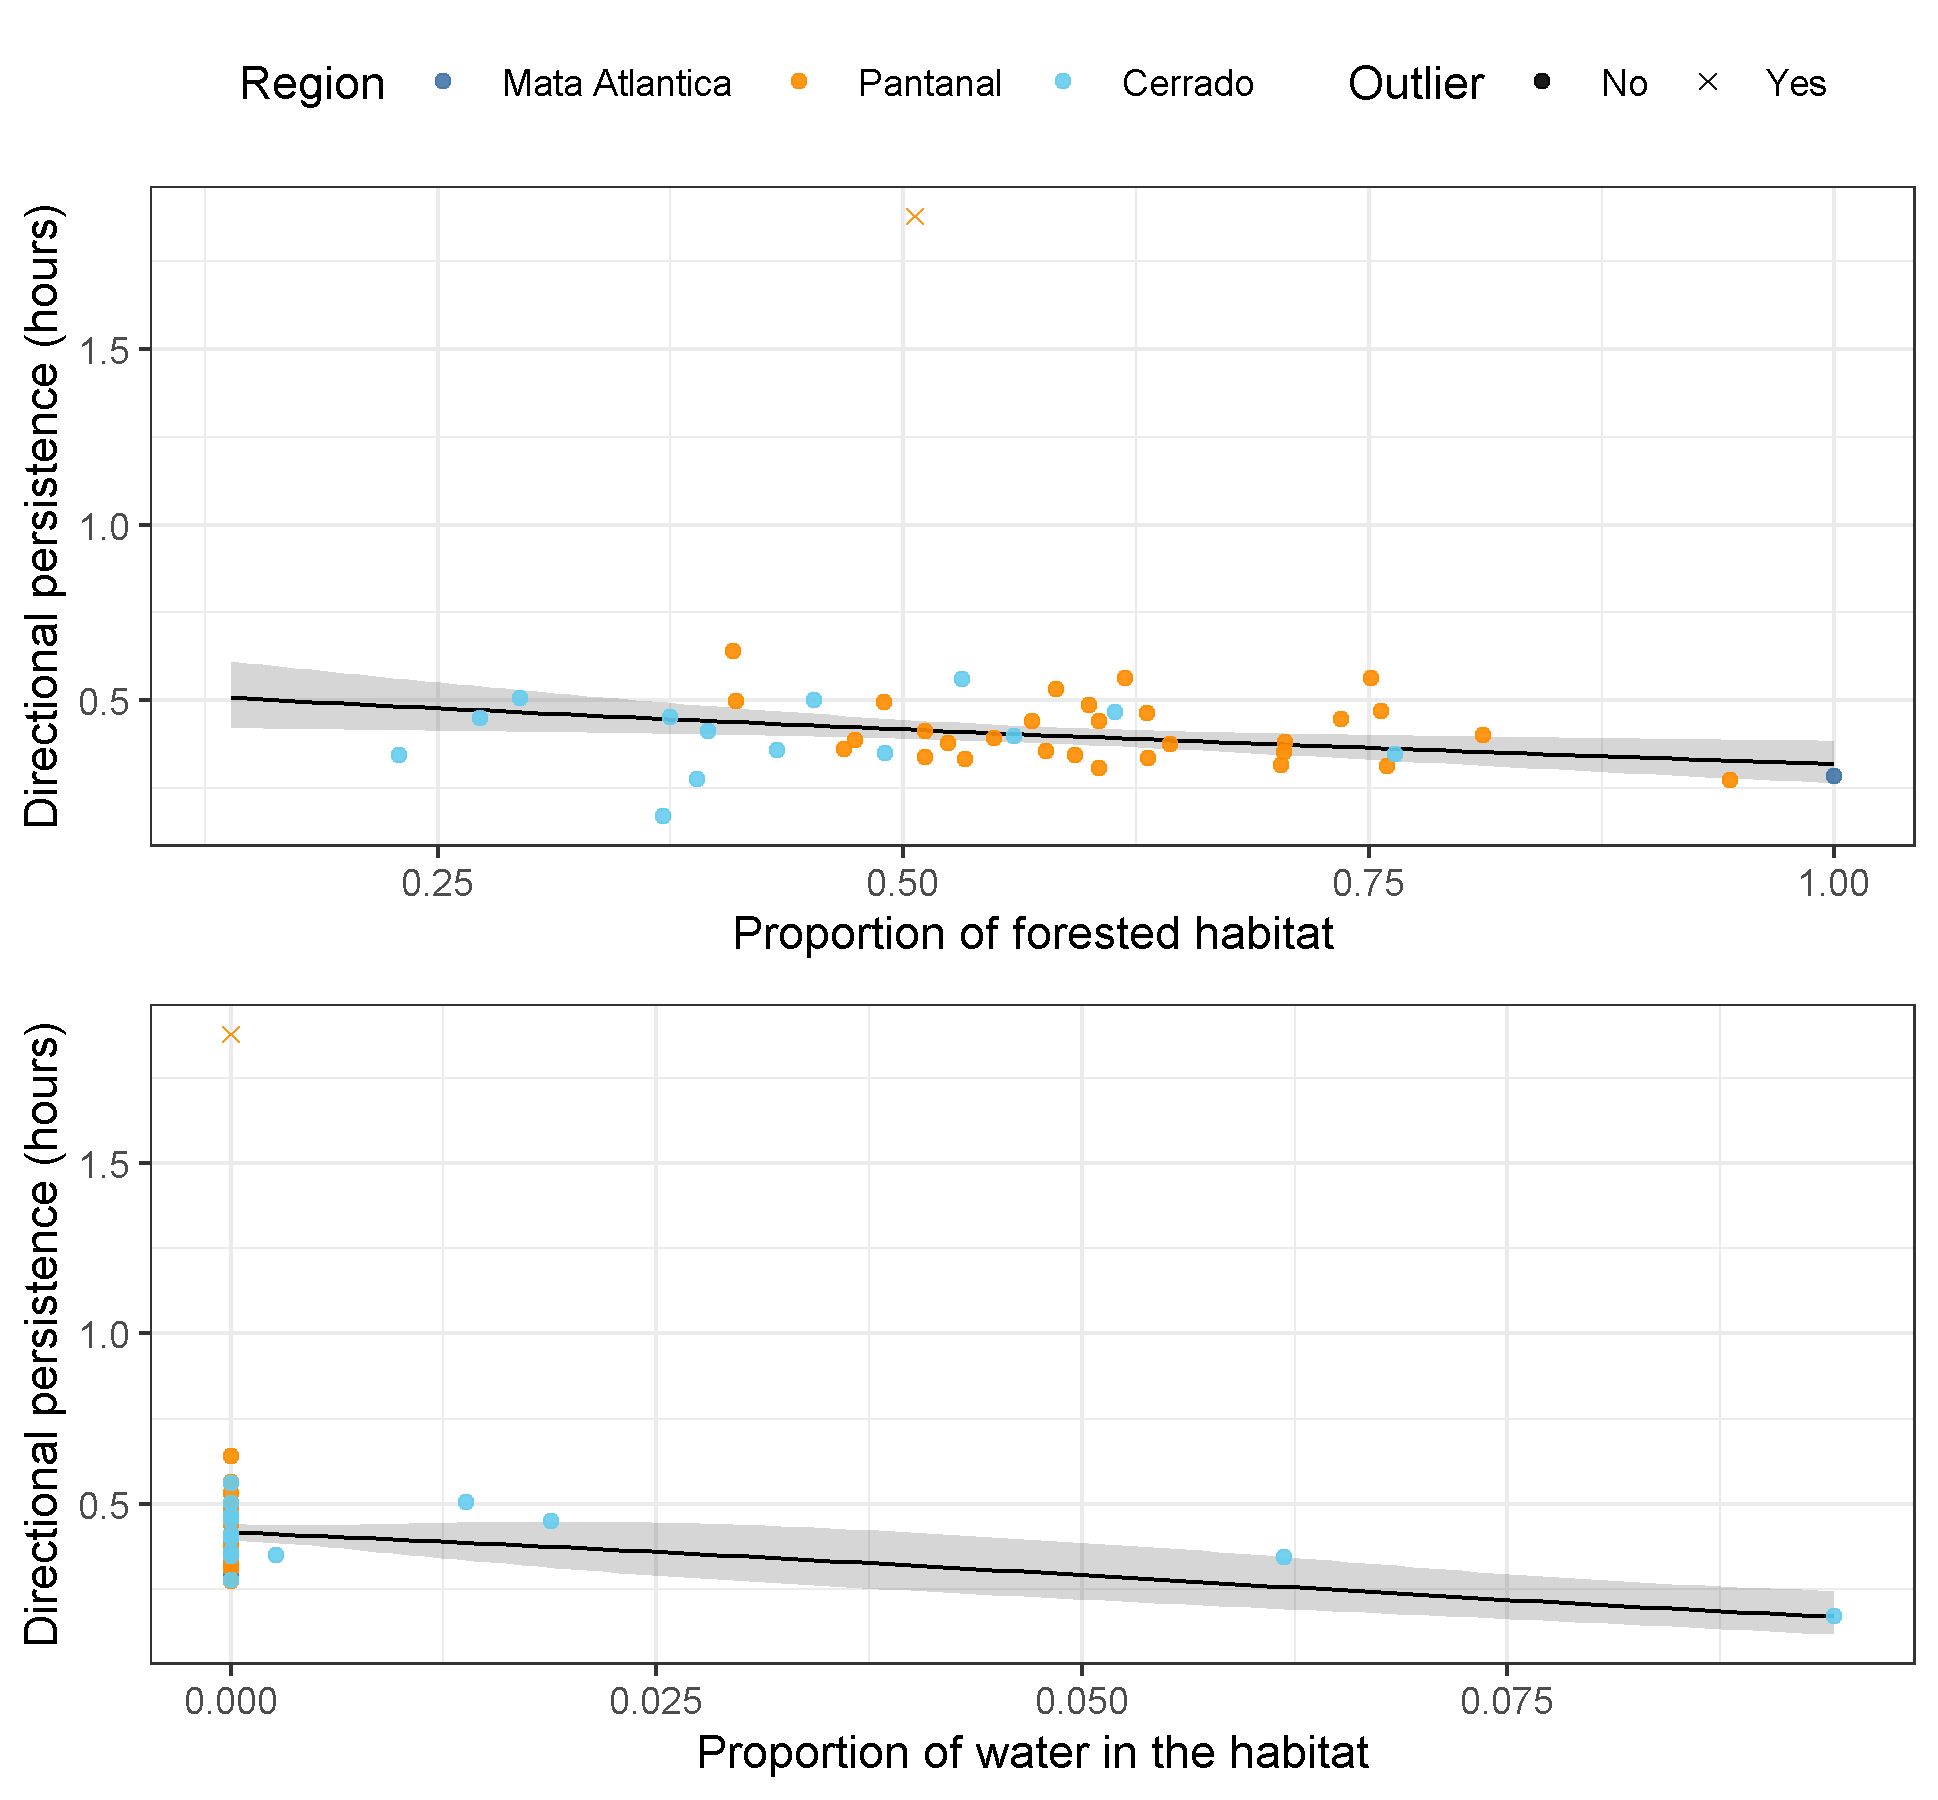 Region Mata Atlantica Pantanal Cerrado Outlier No Yes
Directional persistence (hours)
1.5
1.0
0.5
0.25 0.50 0.75 1.00
Proportion of forested habitat
Directional persistence (hours)
1.5
1.0
0.5
0.000 0.025 0.050 0.075
Proportion of water in the habitat